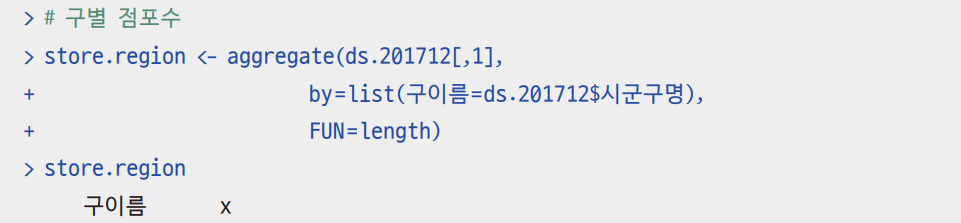 > # 구별 점포수
> store.region <- aggregate(ds.201712[,1],
+ by=list(구이름=ds.201712$시군구명),
+ FUN=length)
> store.region
구이름 x